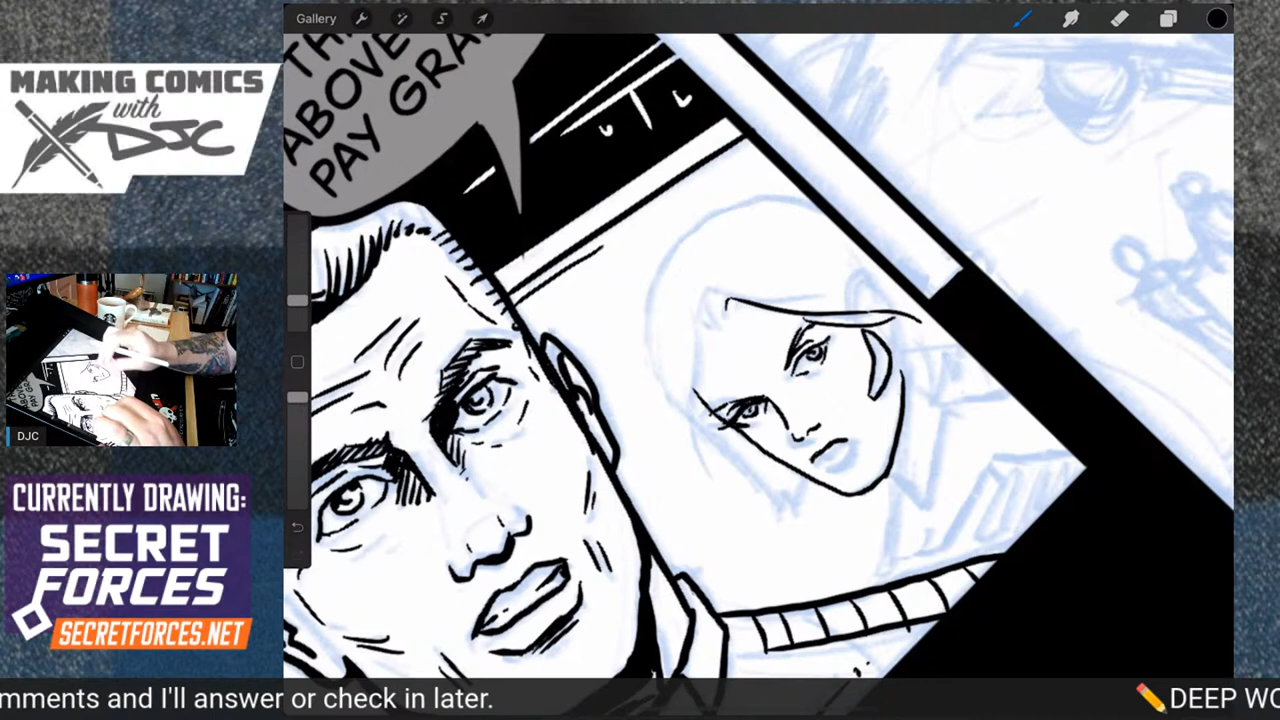 Gallery
MAKING COMICS
with
DJC
ABOVE
PAY GRA
DJC
CURRENTLY DRAWING:
SECRET
FORCES
SECRETFORCES.NET
mments and I'll answer or check in later.
✏️DEEP WO